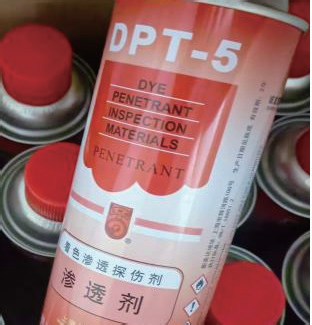 DPT-5
DYE
PENETRANT
INSPECTION
MATERIALS
PENETRANT
着色渗透探伤剂
渗透剂